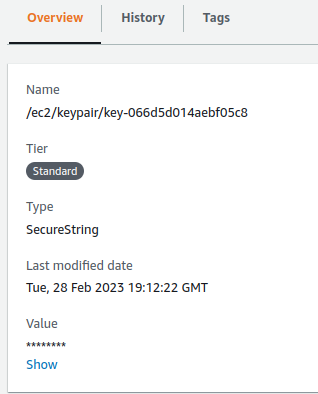 Overview
History
Tags
Name
/ec2/keypair/key-066d5d014aebf05c8
Tier
Standard
Type
SecureString
Last modified date
Tue, 28 Feb 2023 19:12:22 GMT
Value
********
Show